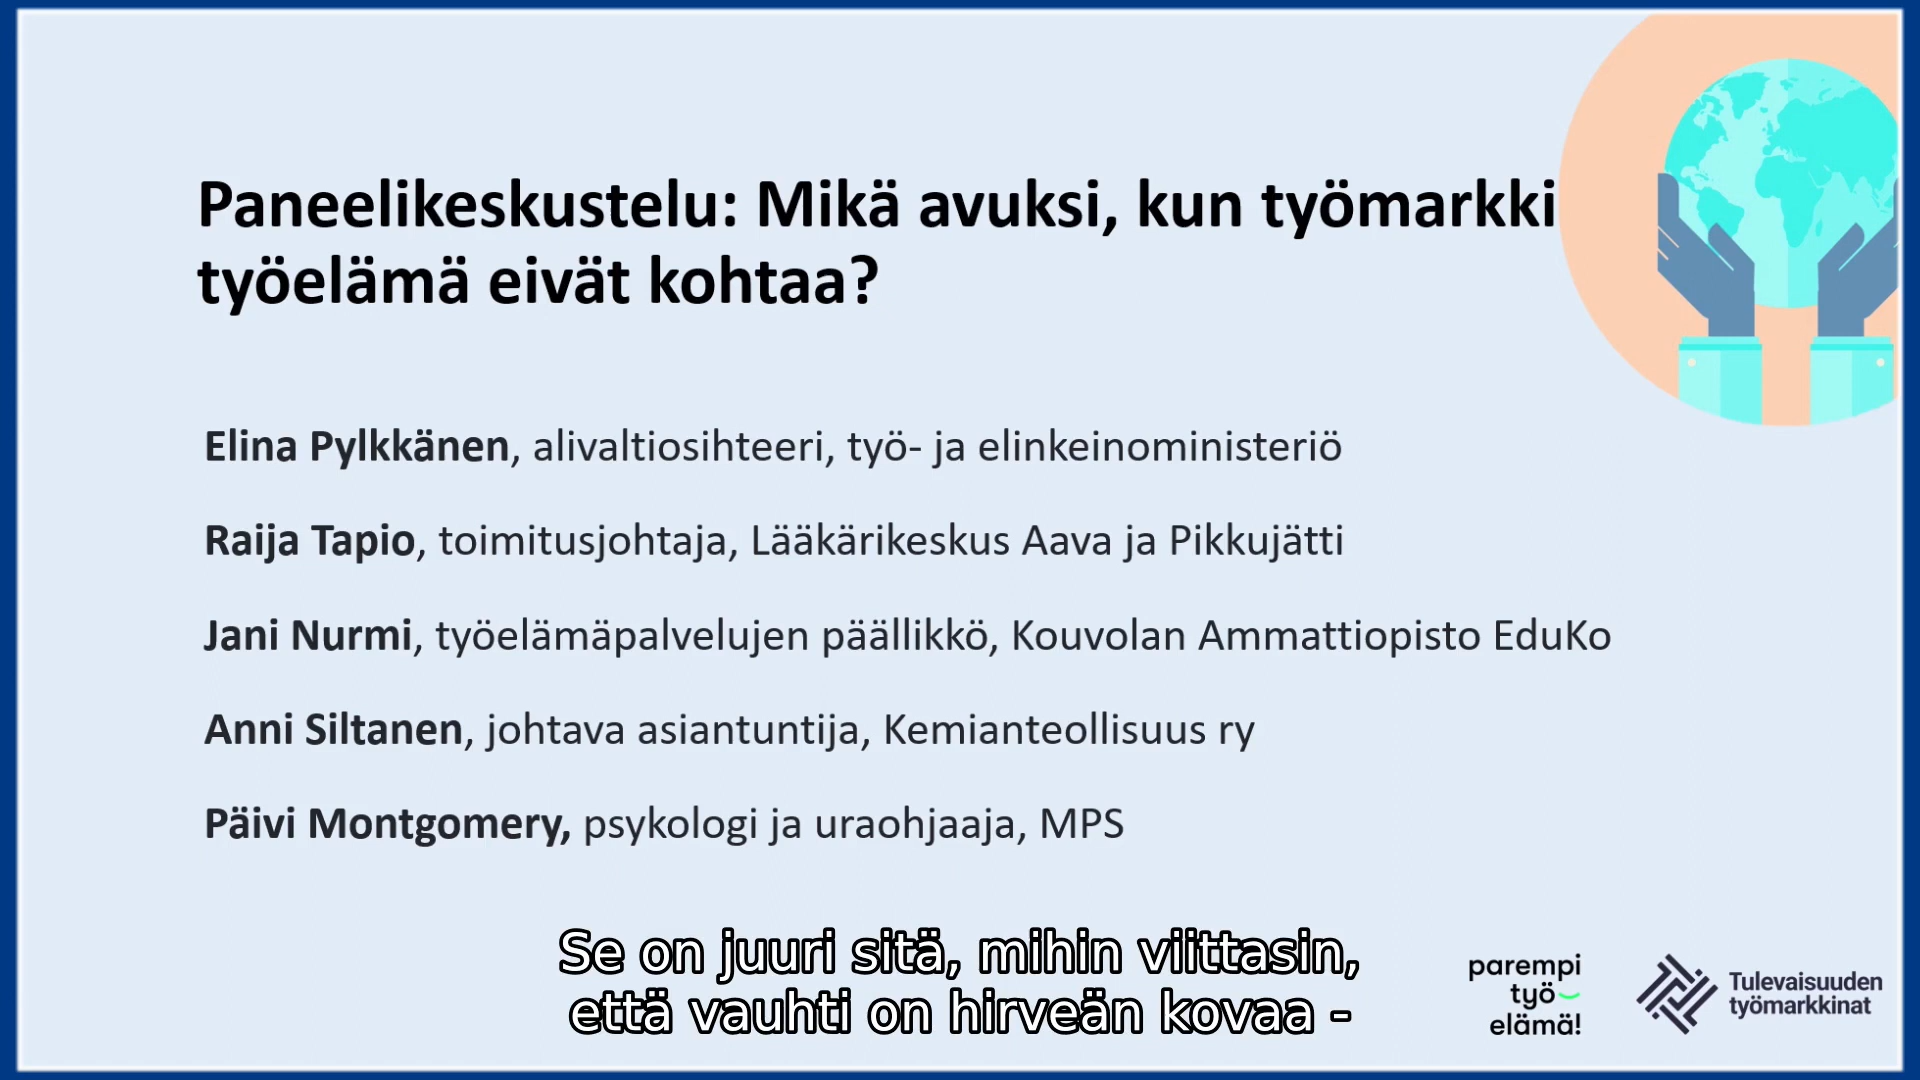 Paneelikeskustelu: Mikä avuksi, kun työmarkki
työelämä eivät kohtaa?
Elina Pylkkänen, alivaltiosihteeri, työ- ja elinkeinoministeriö
Raija Tapio, toimitusjohtaja, Lääkärikeskus Aava ja Pikkujätti
Jani Nurmi, työelämäpalvelujen päällikkö, Kouvolan Ammattiopisto EduKo
Anni Siltanen, johtava asiantuntija, Kemianteollisuus ry
Päivi Montgomery, psykologi ja uraohjaaja, MPS
Se on juuri sitä, mihin viittasin,
että vauhti on hirveän kovaa -
parempi
työ
elämä!
Tulevaisuuden
työmarkkinat